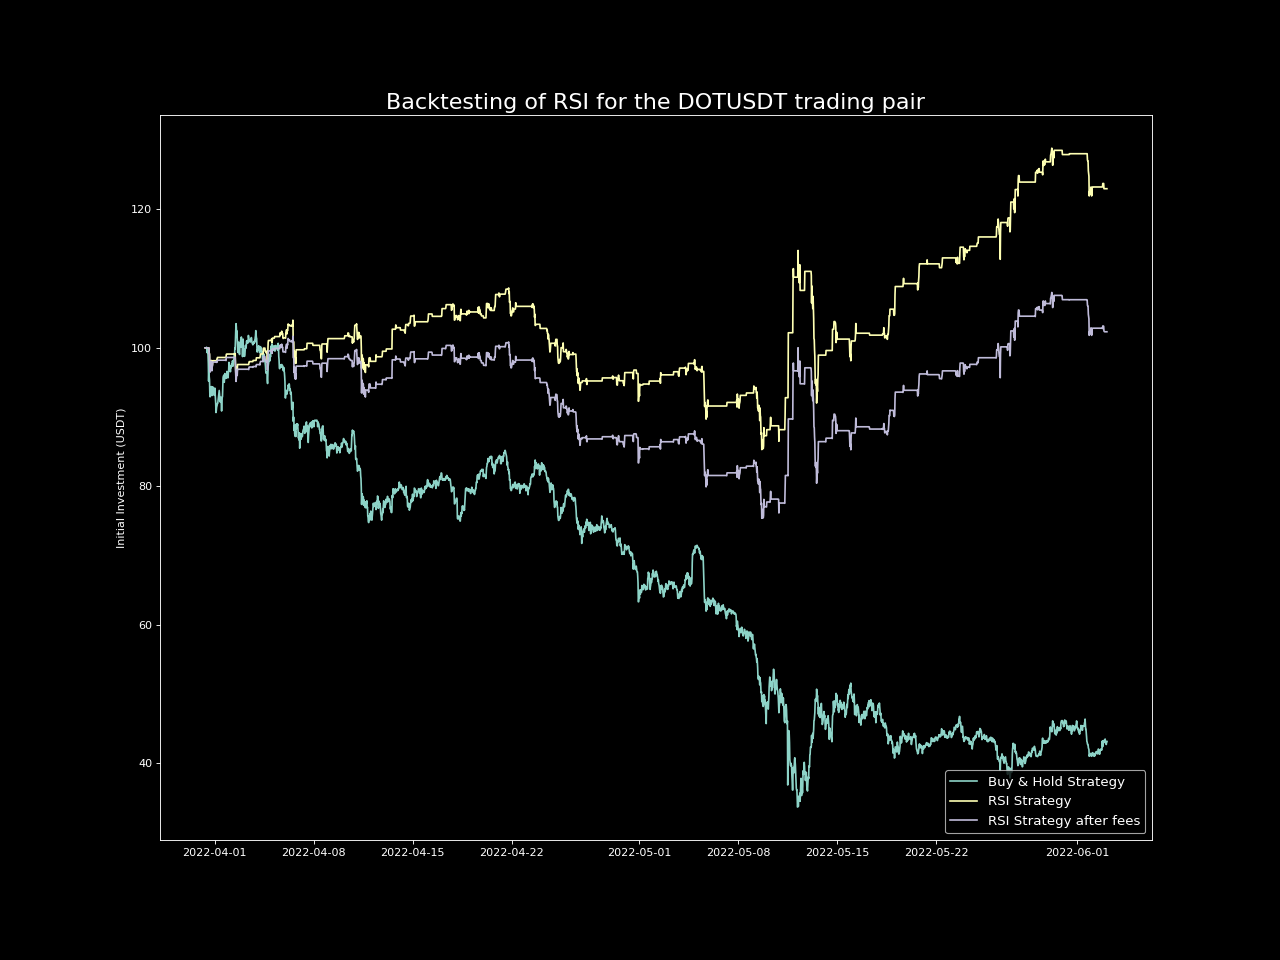 Backtesting of RSI for the DOTUSDT trading pair
120
100
80
60
40
Initial Investment (USDT)
2022-04-01 2022-04-08 2022-04-15 2022-04-22 2022-05-01 2022-05-08 2022-05-15 2022-05-22 2022-06-01
Buy & Hold Strategy
RSI Strategy
RSI Strategy after fees